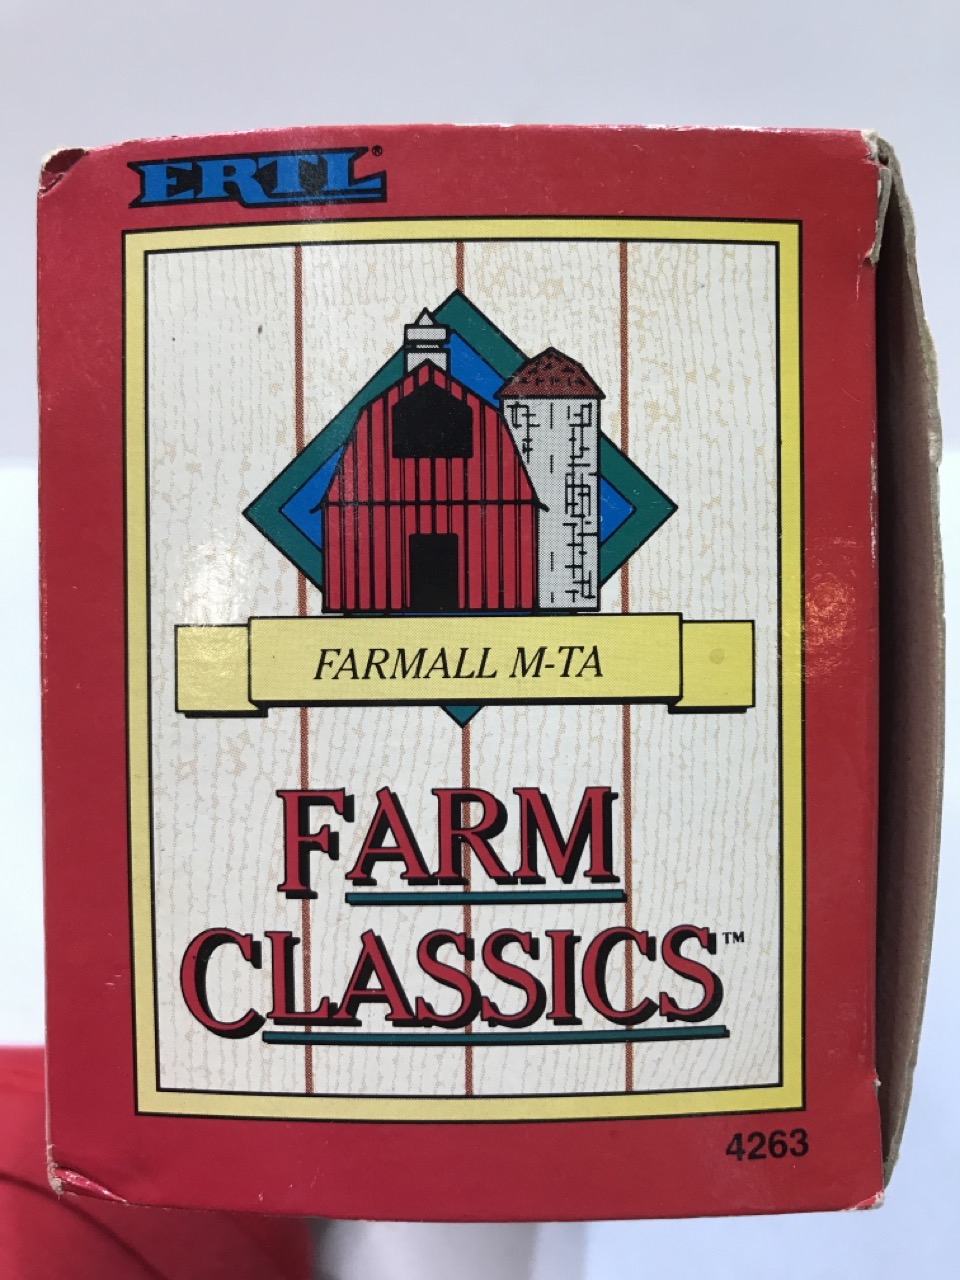 ERTL®
FARMALL M-TA
FARM
CLASSICS™
4263